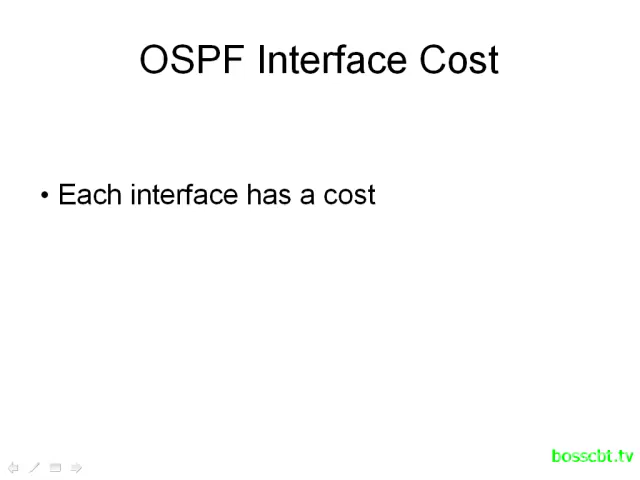 OSPF Interface Cost
• Each interface has a cost
bosscbt.tv